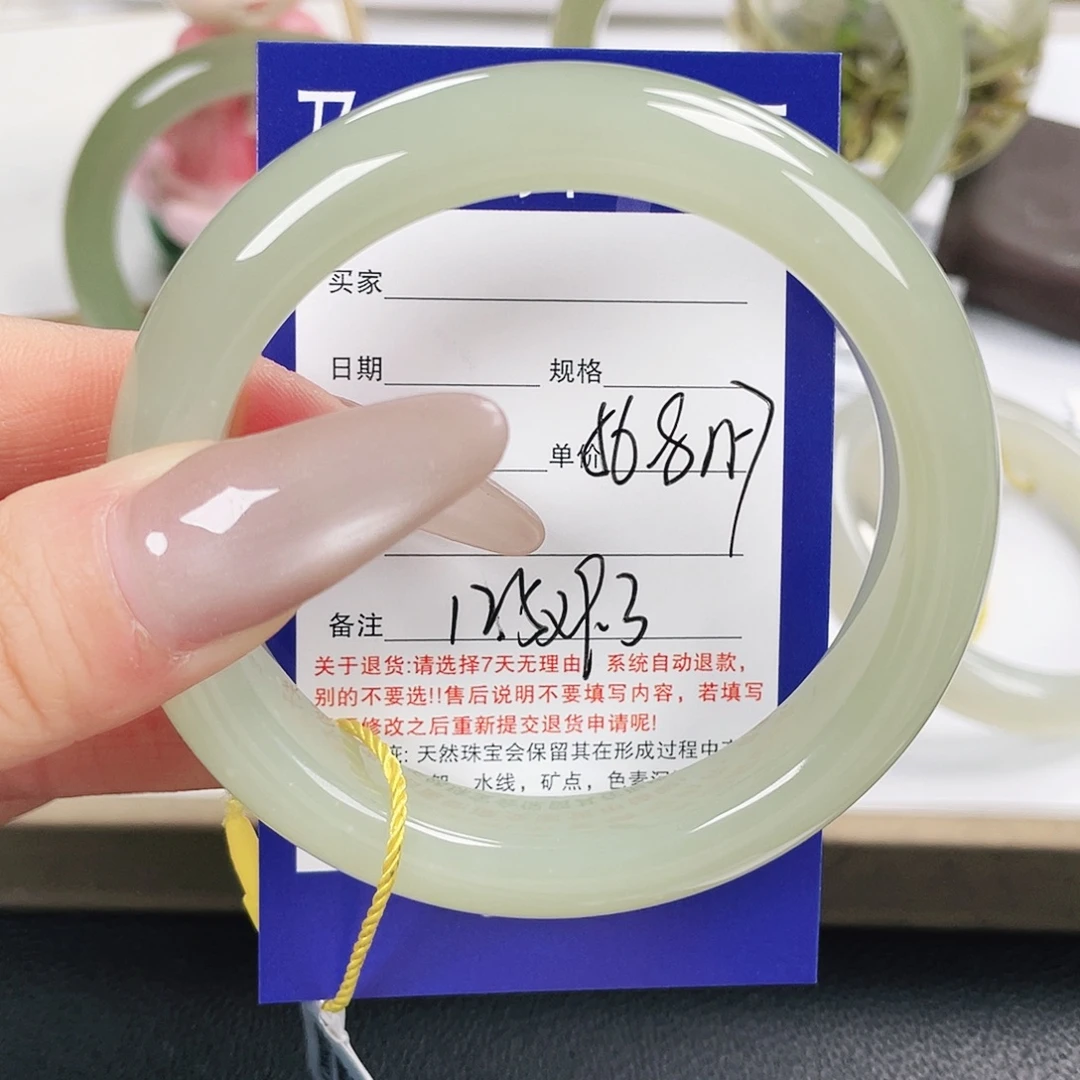 买家
日期 规格
单价 56.8内
备注 12.5x9.3
关于退货:请选择7天无理由, 系统自动退款,
别的不要选!!售后说明不要填写内容，若填写
修改之后重新提交退货申请呢!
天然珠宝会保留其在形成过程中
水线，矿点，色素